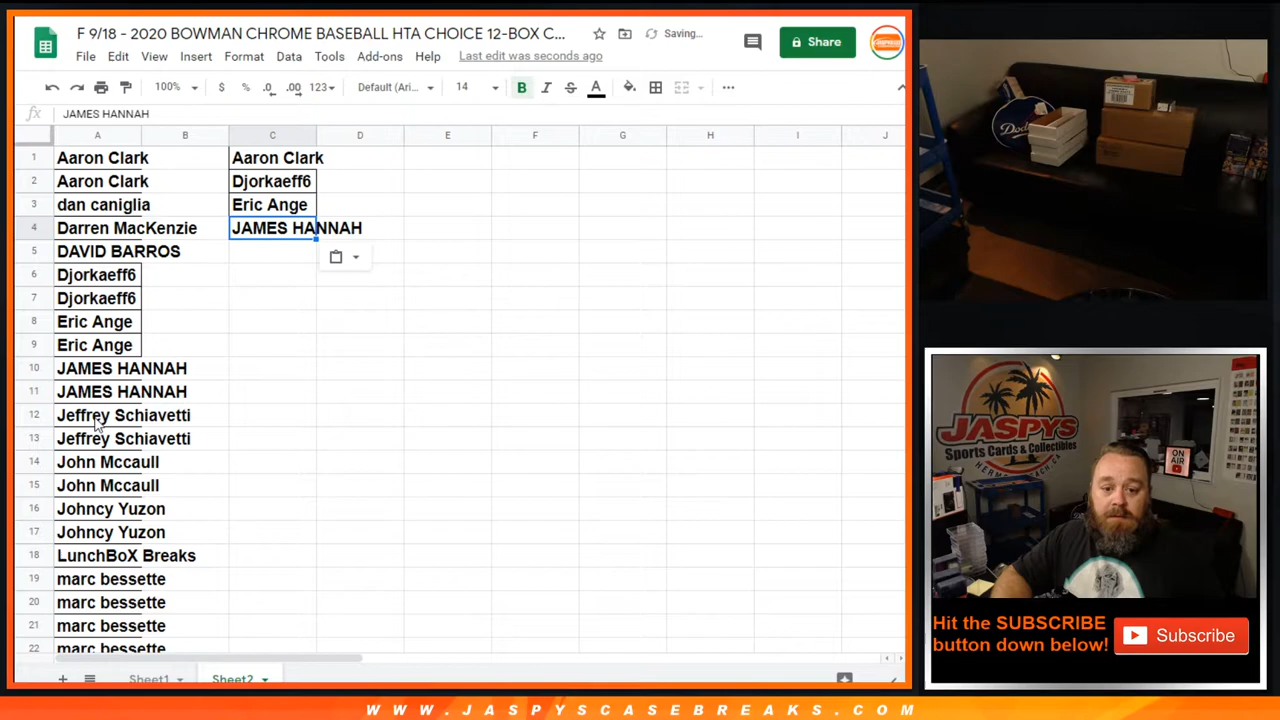 F 9/18 - 2020 BOWMAN CHROME BASEBALL HTA CHOICE 12-BOX C...
Saving...
Share
File Edit View Insert Format Data Tools Add-ons Help Last edit was seconds ago
100% $ % .0 .00 123 Default (Ari... 14 B I S A
fx JAMES HANNAH
A B C D E F G H I J
1 Aaron Clark Aaron Clark
2 Aaron Clark Djorkaeff6
3 dan caniglia Eric Ange
4 Darren MacKenzie JAMES HANNAH
5 DAVID BARROS
6 Djorkaeff6
7 Djorkaeff6
8 Eric Ange
9 Eric Ange
10 JAMES HANNAH
11 JAMES HANNAH
12 Jeffrey Schiavetti
13 Jeffrey Schiavetti
14 John Mccaull
15 John Mccaull
16 Johncy Yuzon
17 Johncy Yuzon
18 LunchBoX Breaks
19 marc bessette
20 marc bessette
21 marc bessette
22 marc bessette
Sheet1 Sheet2
JASPYS
Sports Cards & Collectibles
ON AIR
Hit the SUBSCRIBE
button down below!
Subscribe
WWW.JASPYSCASEBREAKS.COM